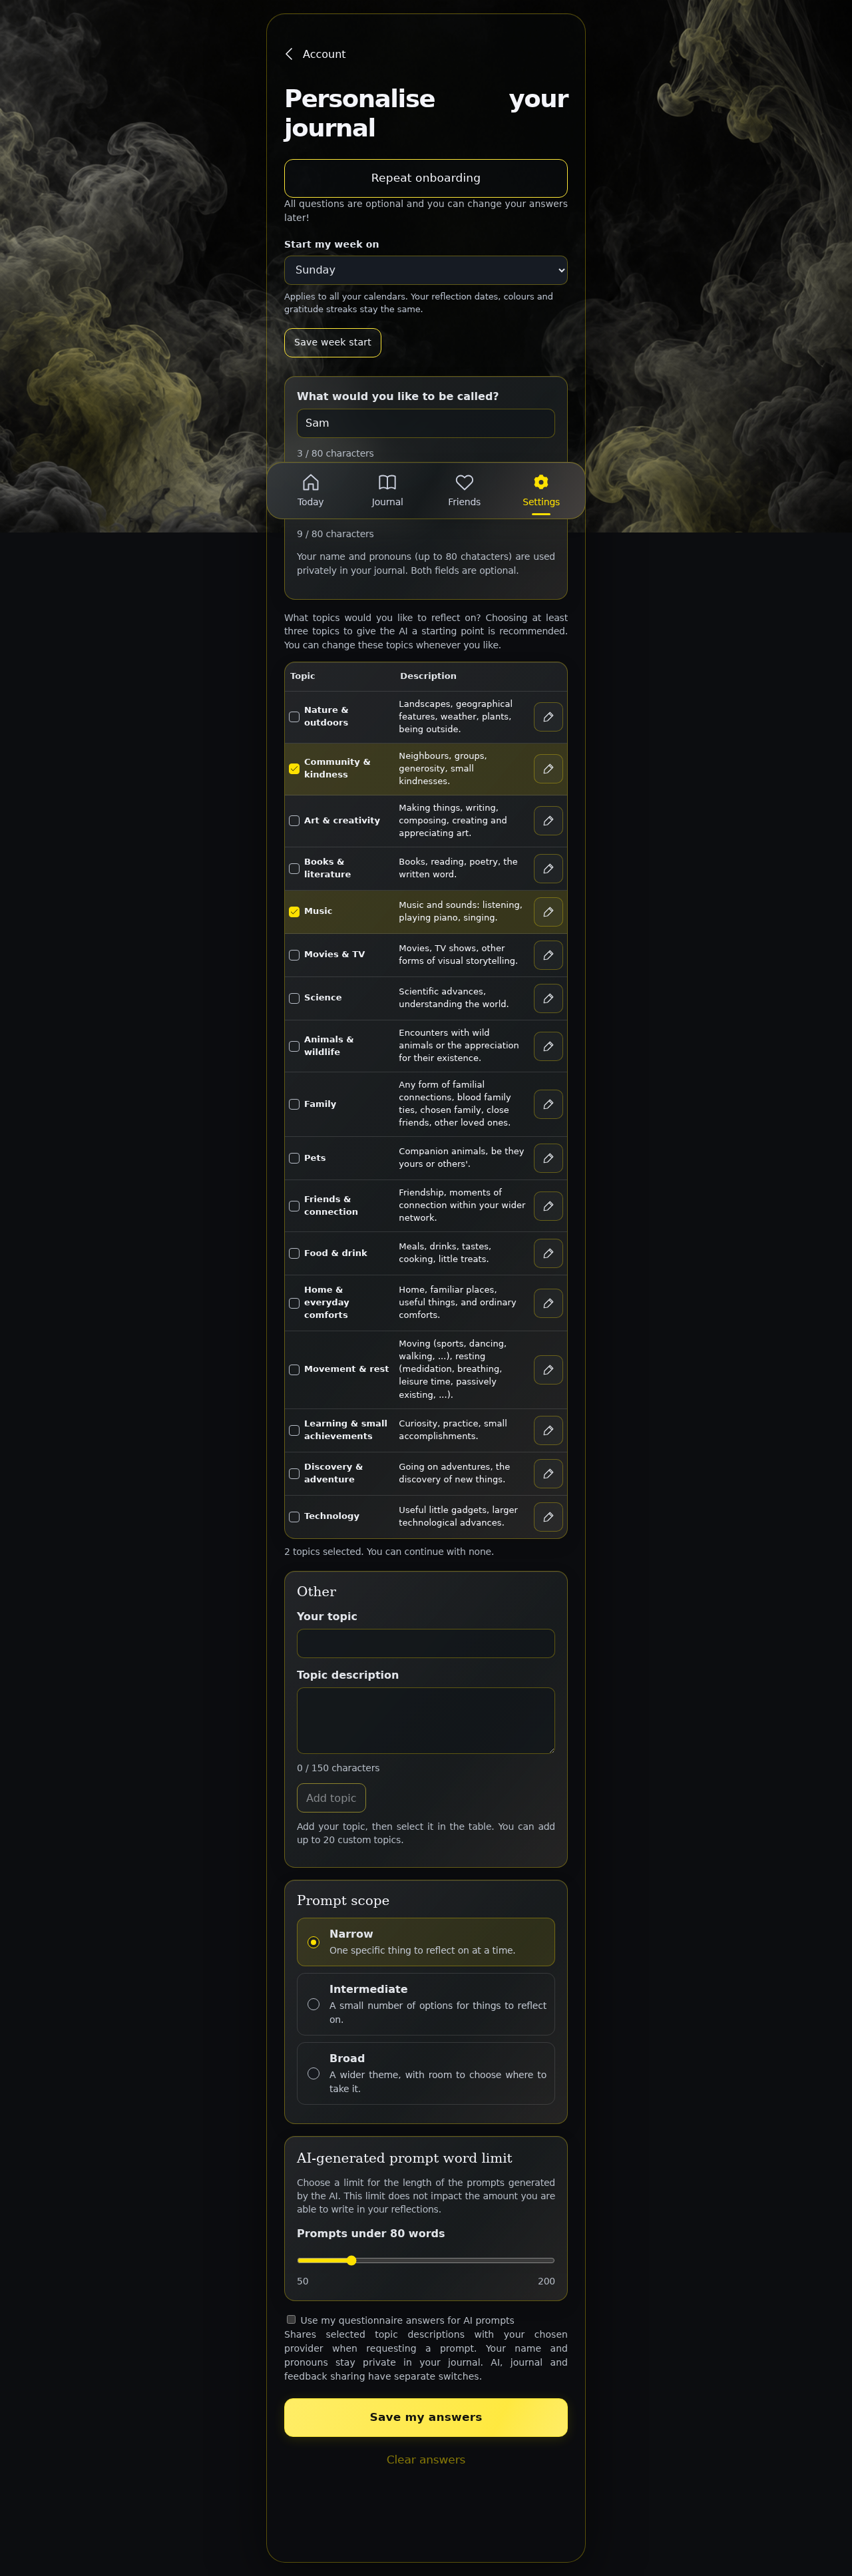 Account
Personalise your
journal
Repeat onboarding
All questions are optional and you can change your answers
later!
Start my week on
Sunday
Applies to all your calendars. Your reflection dates, colours and
gratitude streaks stay the same.
Save week start
What would you like to be called?
Sam
3 / 80 characters
Today
Journal
Friends
Settings
9 / 80 characters
Your name and pronouns (up to 80 chatacters) are used
privately in your journal. Both fields are optional.
What topics would you like to reflect on? Choosing at least
three topics to give the AI a starting point is recommended.
You can change these topics whenever you like.
Topic Description
Nature &
outdoors
Landscapes, geographical
features, weather, plants,
being outside.
Community &
kindness
Neighbours, groups,
generosity, small
kindnesses.
Art & creativity
Making things, writing,
composing, creating and
appreciating art.
Books &
literature
Books, reading, poetry, the
written word.
Music
Music and sounds: listening,
playing piano, singing.
Movies & TV
Movies, TV shows, other
forms of visual storytelling.
Science
Scientific advances,
understanding the world.
Animals &
wildlife
Encounters with wild
animals or the appreciation
for their existence.
Family
Any form of familial
connections, blood family
ties, chosen family, close
friends, other loved ones.
Pets
Companion animals, be they
yours or others'.
Friends &
connection
Friendship, moments of
connection within your wider
network.
Food & drink
Meals, drinks, tastes,
cooking, little treats.
Home &
everyday
comforts
Home, familiar places,
useful things, and ordinary
comforts.
Movement & rest
Moving (sports, dancing,
walking, ...), resting
(medidation, breathing,
leisure time, passively
existing, ...).
Learning & small
achievements
Curiosity, practice, small
accomplishments.
Discovery &
adventure
Going on adventures, the
discovery of new things.
Technology
Useful little gadgets, larger
technological advances.
2 topics selected. You can continue with none.
Other
Your topic
Topic description
0 / 150 characters
Add topic
Add your topic, then select it in the table. You can add
up to 20 custom topics.
Prompt scope
Narrow
One specific thing to reflect on at a time.
Intermediate
A small number of options for things to reflect
on.
Broad
A wider theme, with room to choose where to
take it.
AI-generated prompt word limit
Choose a limit for the length of the prompts generated
by the AI. This limit does not impact the amount you are
able to write in your reflections.
Prompts under 80 words
50 200
Use my questionnaire answers for AI prompts
Shares selected topic descriptions with your chosen
provider when requesting a prompt. Your name and
pronouns stay private in your journal. AI, journal and
feedback sharing have separate switches.
Save my answers
Clear answers